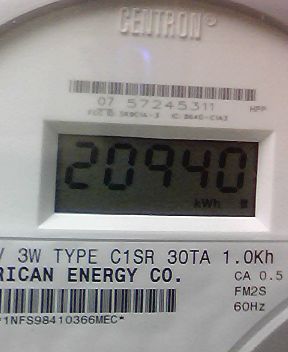 CENTRON®
07 57245311 HPP
20940
kWh
V 3W TYPE C1SR 30TA 1.0Kh
RICAN ENERGY CO. CA 0.5
FM2S
*1NFS98410366MEC* 60Hz